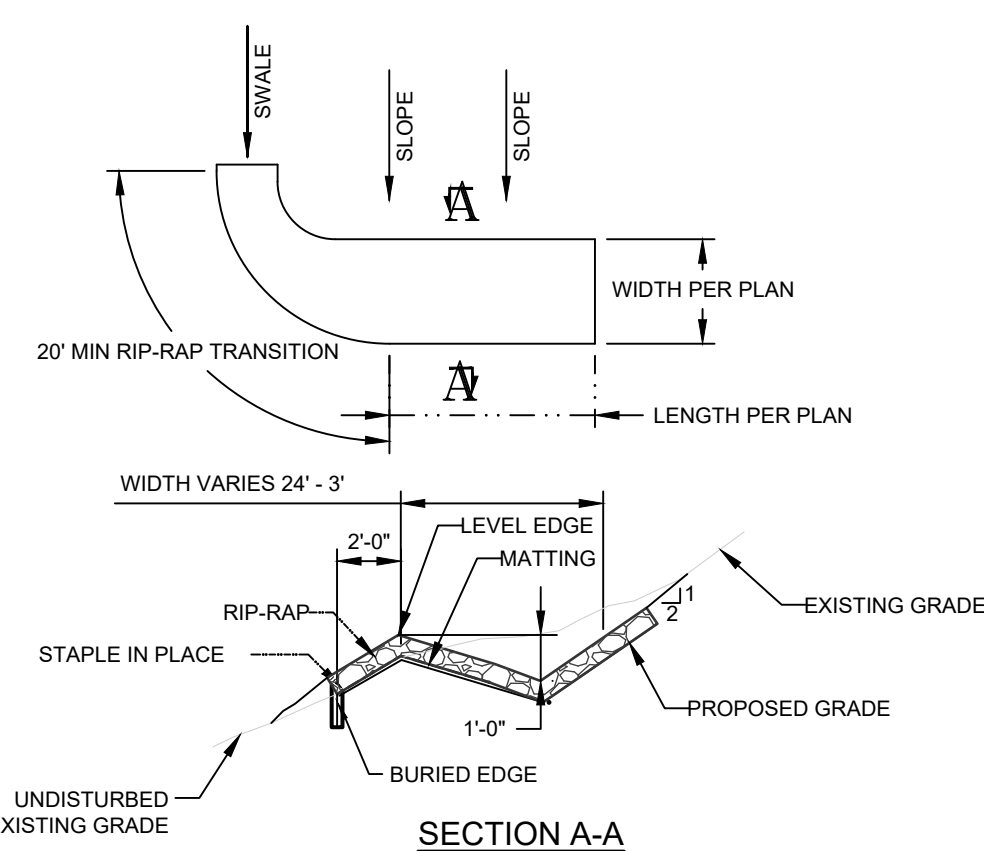 SWALE
SLOPE
SLOPE
A
WIDTH PER PLAN
20' MIN RIP-RAP TRANSITION
A
LENGTH PER PLAN
WIDTH VARIES 24' - 3'
LEVEL EDGE
2'-0"
MATTING
1
2
RIP-RAP
EXISTING GRADE
STAPLE IN PLACE
PROPOSED GRADE
1'-0"
BURIED EDGE
UNDISTURBED
XISTING GRADE
SECTION A-A